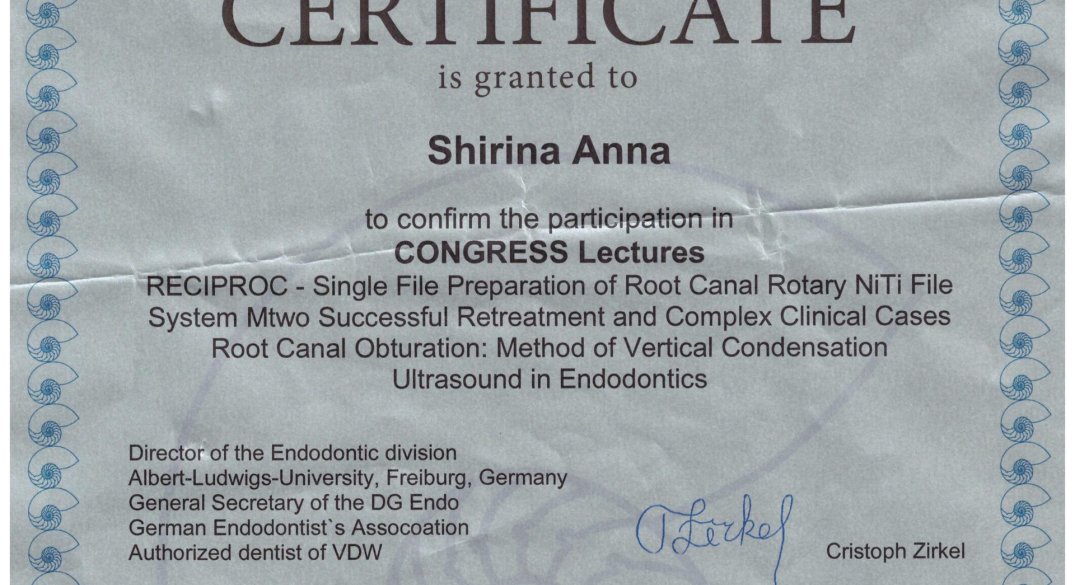 CERTIFICATE
is granted to
Shirina Anna
to confirm the participation in
CONGRESS Lectures
RECIPROC - Single File Preparation of Root Canal Rotary NiTi File
System Mtwo Successful Retreatment and Complex Clinical Cases
Root Canal Obturation: Method of Vertical Condensation
Ultrasound in Endodontics
Director of the Endodontic division
Albert-Ludwigs-University, Freiburg, Germany
General Secretary of the DG Endo
German Endodontist`s Assocoation
Authorized dentist of VDW
Cristoph Zirkel